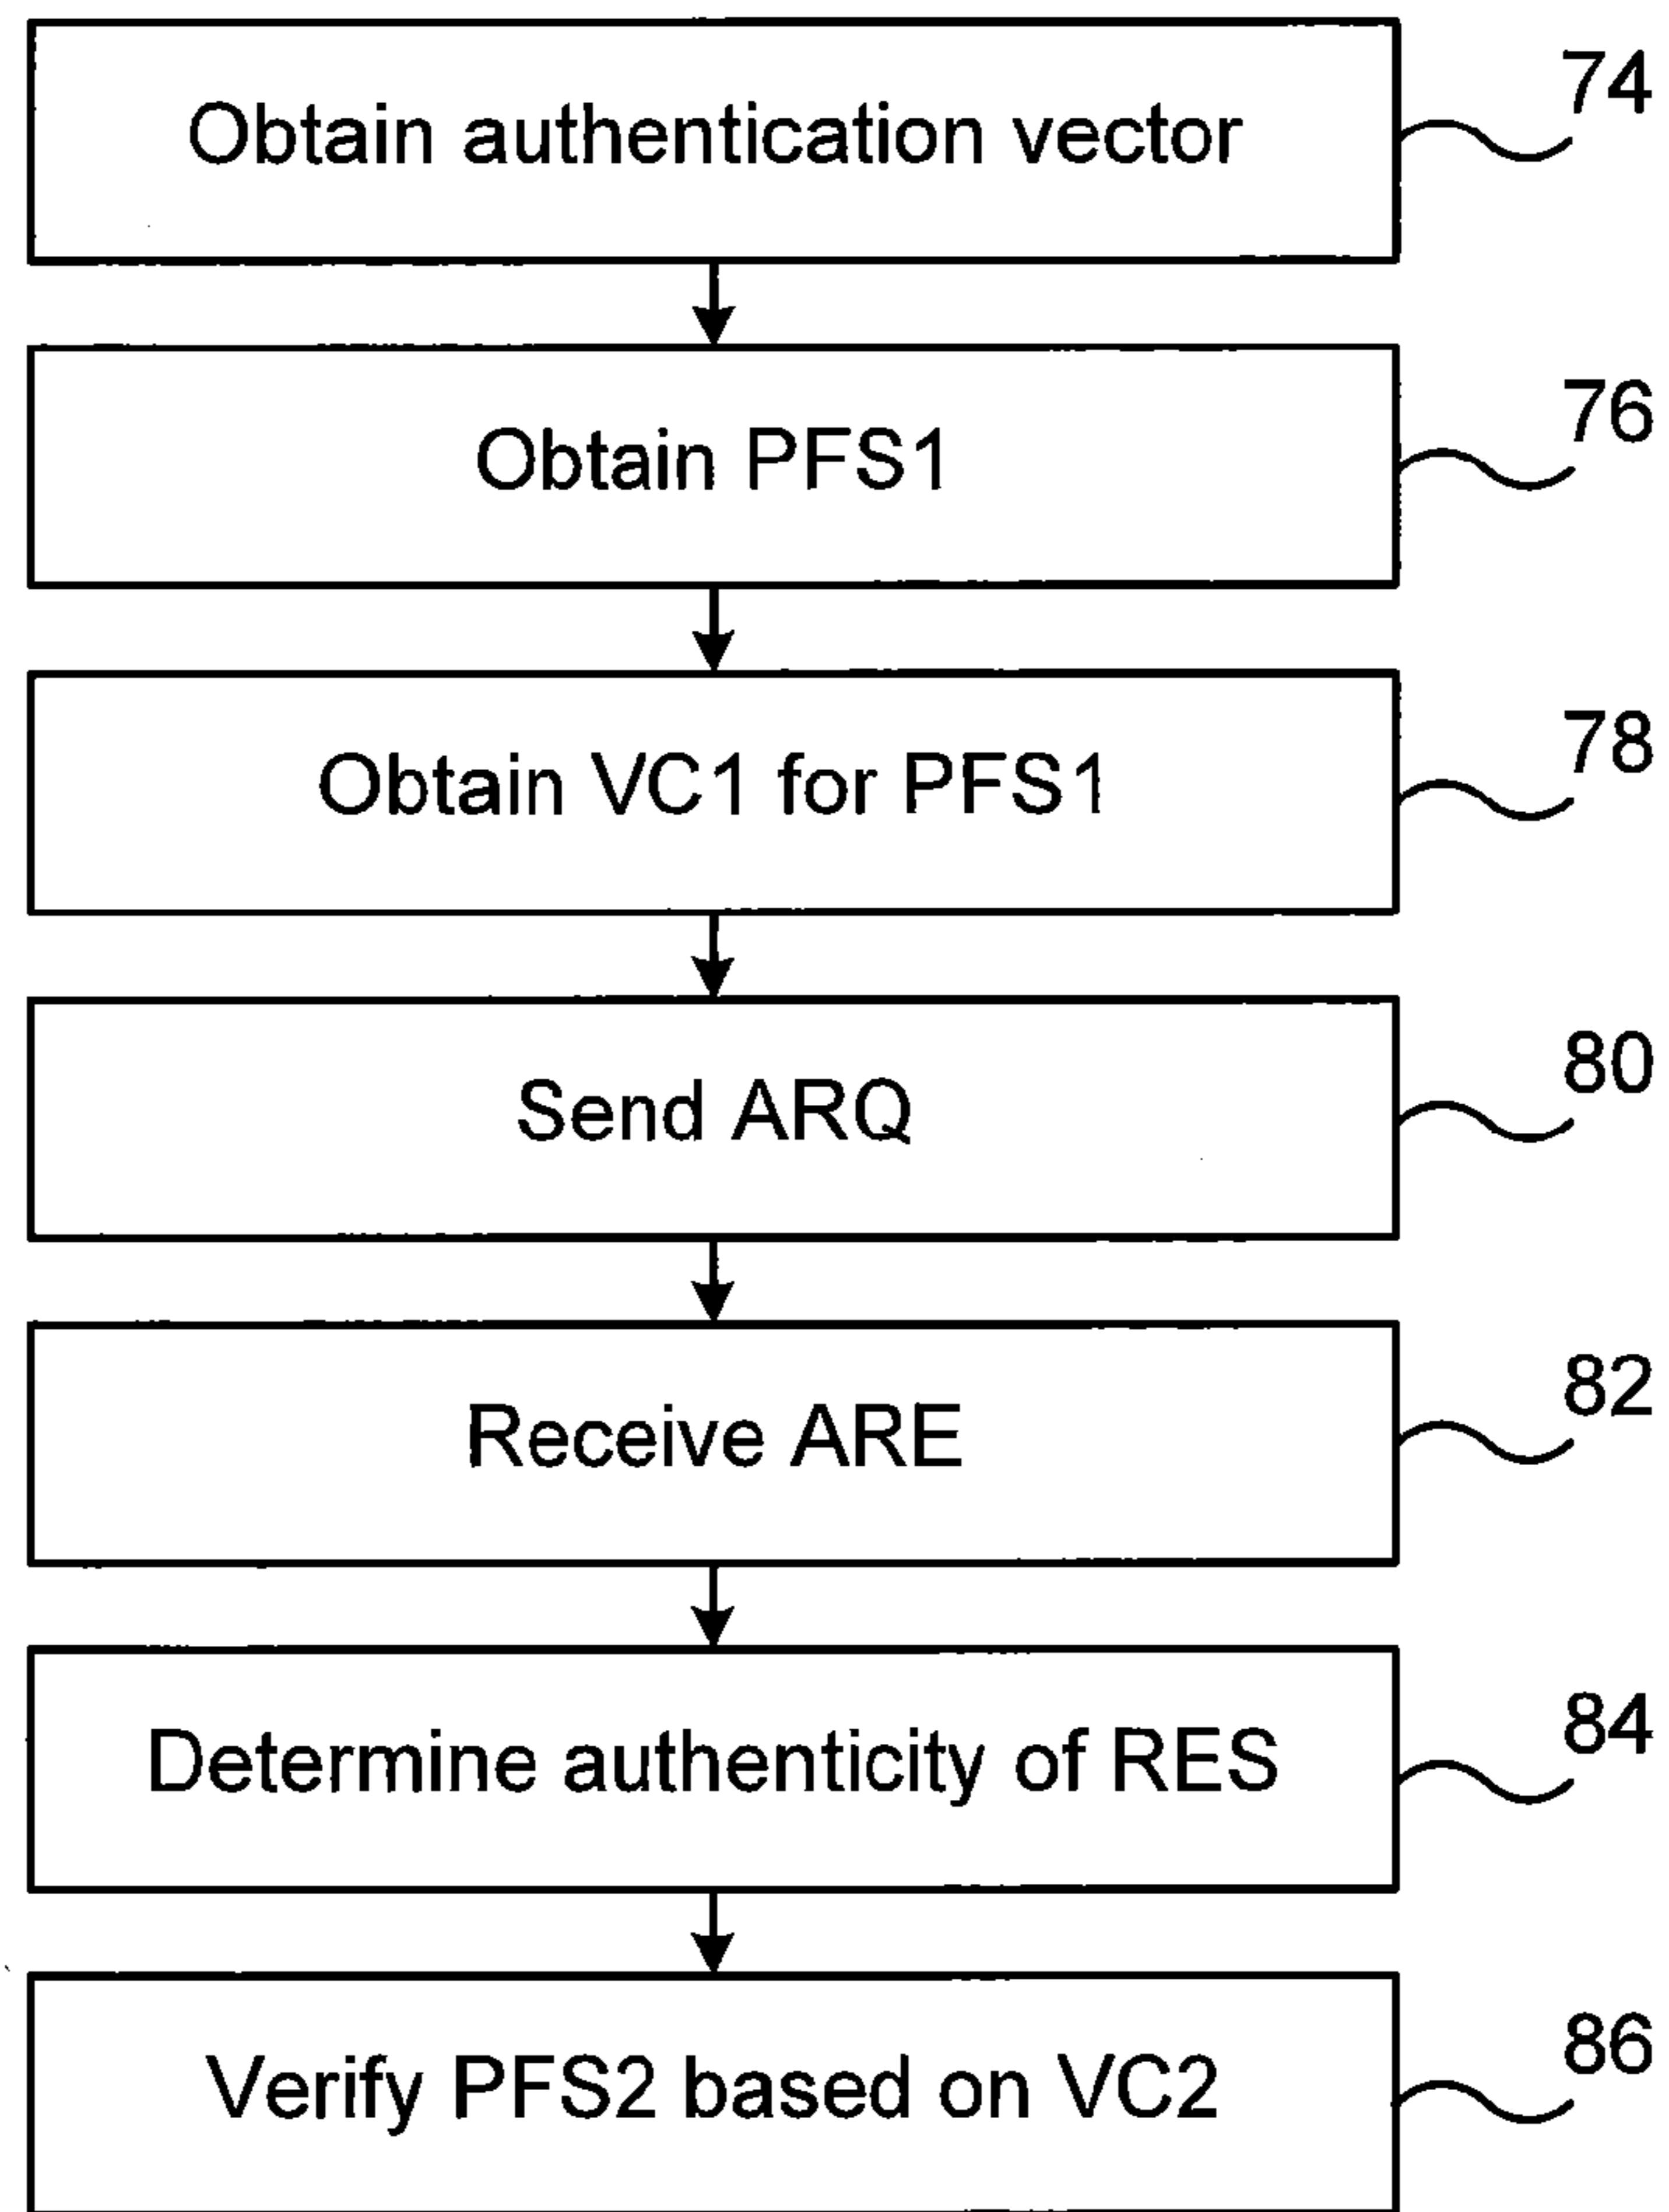 Obtain authentication vector
74
Obtain PFS1
76
Obtain VC1 for PFS1
78
Send ARQ
80
Receive ARE
82
Determine authenticity of RES
84
Verify PFS2 based on VC2
86